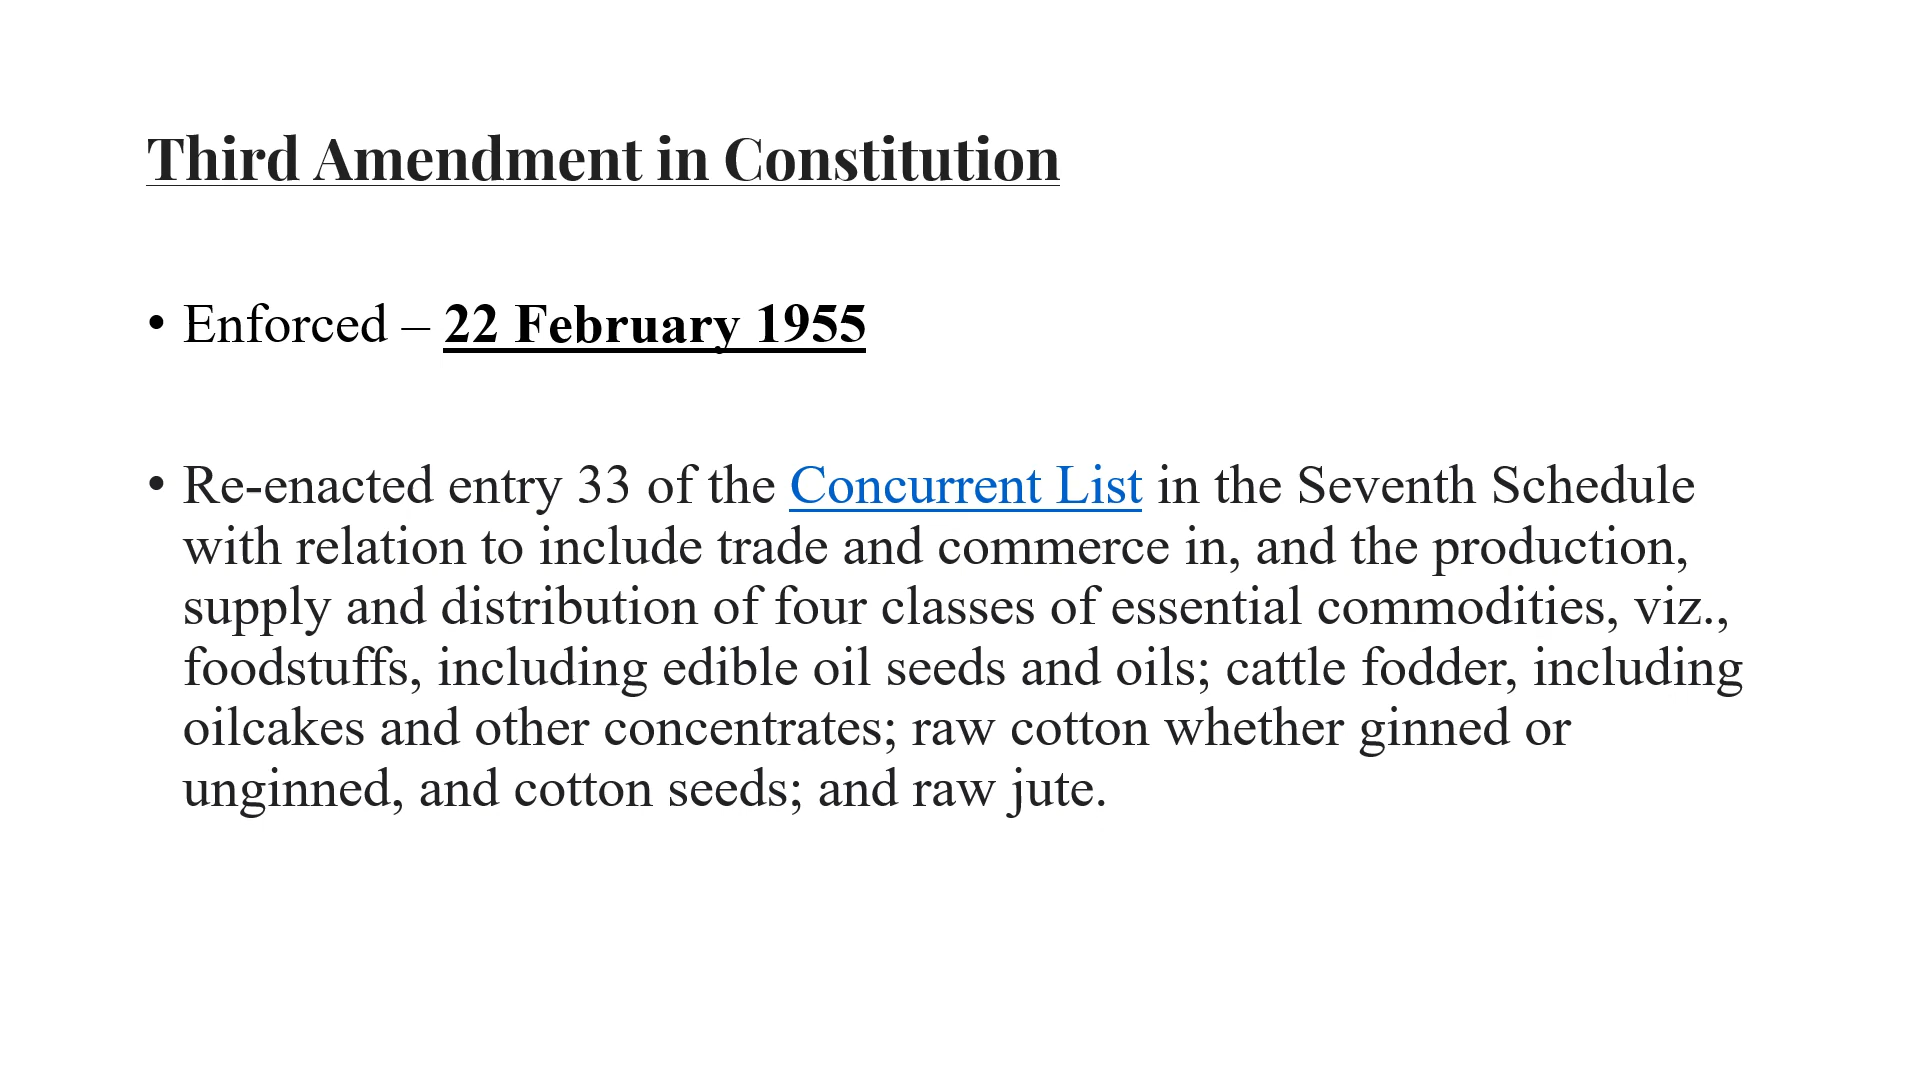 Third Amendment in Constitution
• Enforced – 22 February 1955
• Re-enacted entry 33 of the Concurrent List in the Seventh Schedule
with relation to include trade and commerce in, and the production,
supply and distribution of four classes of essential commodities, viz.,
foodstuffs, including edible oil seeds and oils; cattle fodder, including
oilcakes and other concentrates; raw cotton whether ginned or
unginned, and cotton seeds; and raw jute.